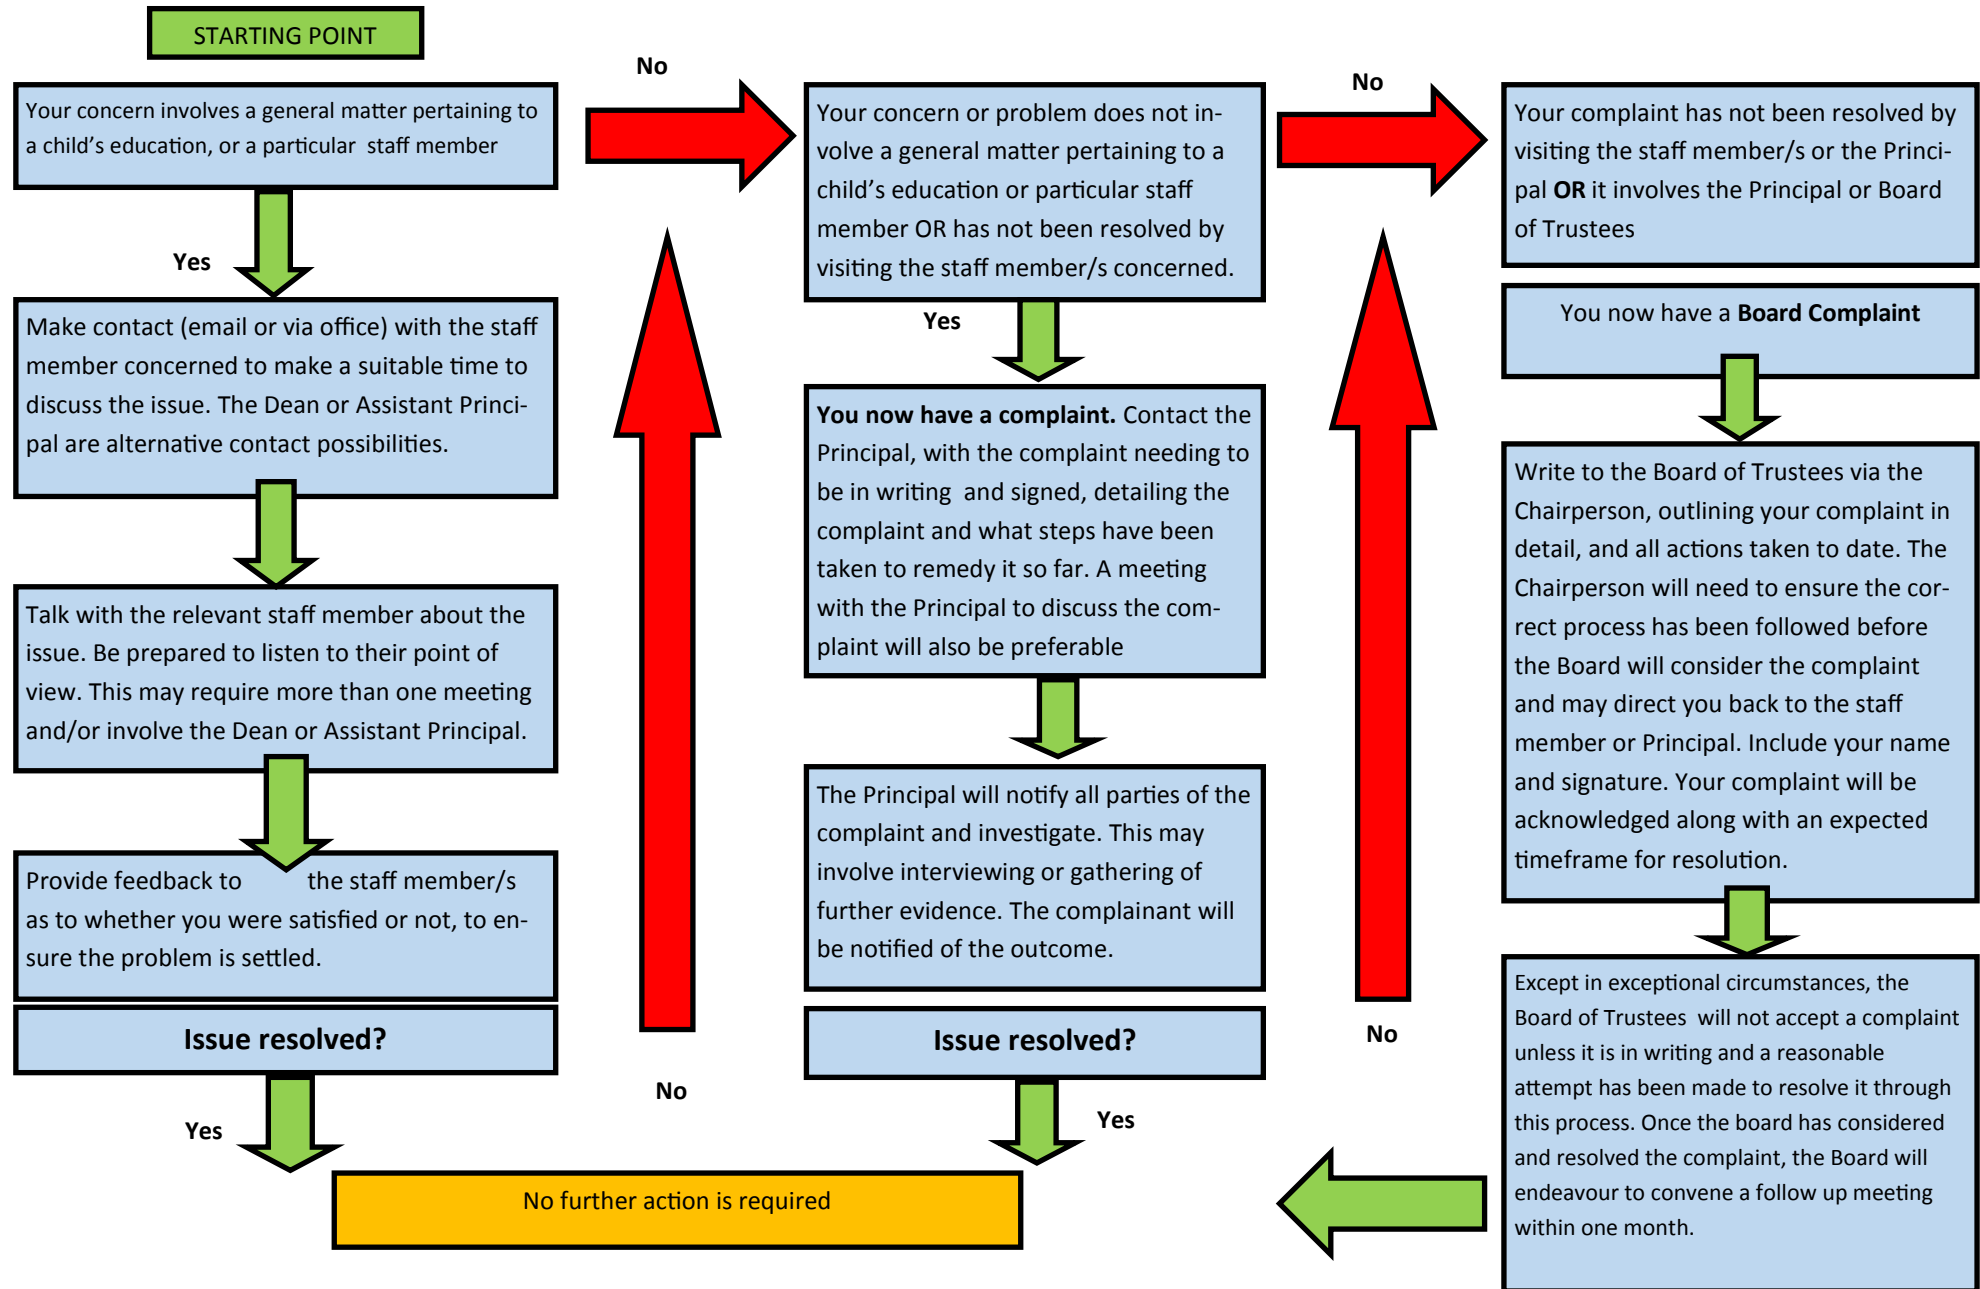 STARTING POINT
Your concern involves a general matter pertaining to
a child's education, or a particular  staff member
Yes
Make contact (email or via office) with the staff
member concerned to make a suitable time to
discuss the issue. The Dean or Assistant Princi-
pal are alternative contact possibilities.
Talk with the relevant staff member about the
issue. Be prepared to listen to their point of
view. This may require more than one meeting
and/or involve the Dean or Assistant Principal.
Provide feedback to the staff member/s
as to whether you were satisfied or not, to en-
sure the problem is settled.
Issue resolved?
Yes
No
No
Your concern or problem does not in-
volve a general matter pertaining to a
child's education or particular staff
member OR has not been resolved by
visiting the staff member/s concerned.
Yes
You now have a complaint. Contact the
Principal, with the complaint needing to
be in writing  and signed, detailing the
complaint and what steps have been
taken to remedy it so far. A meeting
with the Principal to discuss the com-
plaint will also be preferable
The Principal will notify all parties of the
complaint and investigate. This may
involve interviewing or gathering of
further evidence. The complainant will
be notified of the outcome.
Issue resolved?
Yes
No
No
Your complaint has not been resolved by
visiting the staff member/s or the Princi-
pal OR it involves the Principal or Board
of Trustees
You now have a Board Complaint
Write to the Board of Trustees via the
Chairperson, outlining your complaint in
detail, and all actions taken to date. The
Chairperson will need to ensure the cor-
rect process has been followed before
the Board will consider the complaint
and may direct you back to the staff
member or Principal. Include your name
and signature. Your complaint will be
acknowledged along with an expected
timeframe for resolution.
Except in exceptional circumstances, the
Board of Trustees  will not accept a complaint
unless it is in writing and a reasonable
attempt has been made to resolve it through
this process. Once the board has considered
and resolved the complaint, the Board will
endeavour to convene a follow up meeting
within one month.
No further action is required